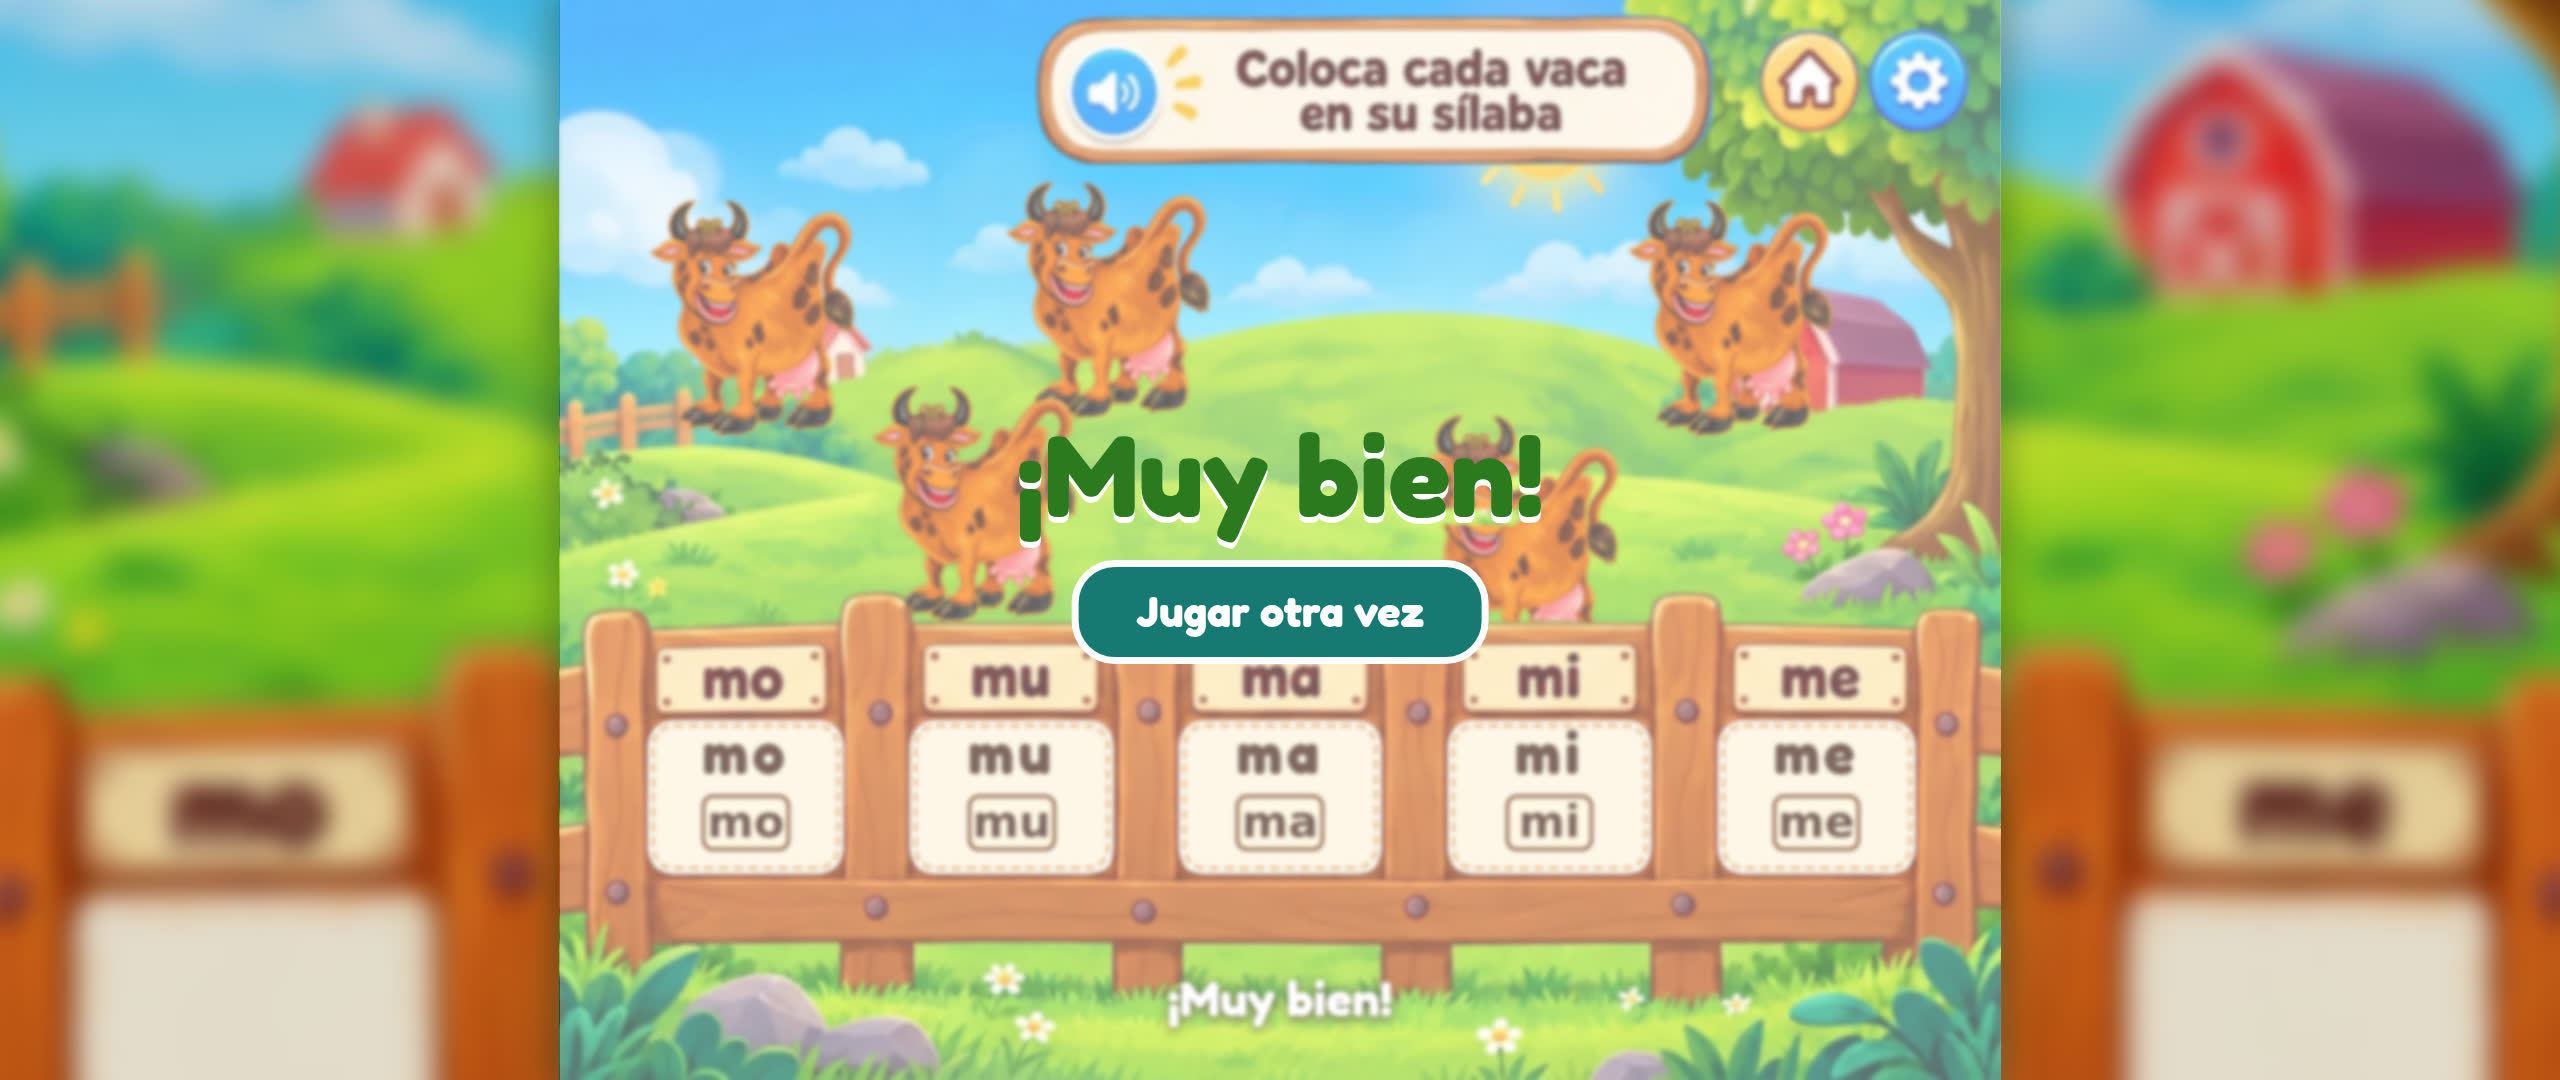 Coloca cada vaca
en su sílaba
¡Muy bien!
Jugar otra vez
mo mu ma mi me
mo mu ma mi me
mo mu ma mi me
¡Muy bien!